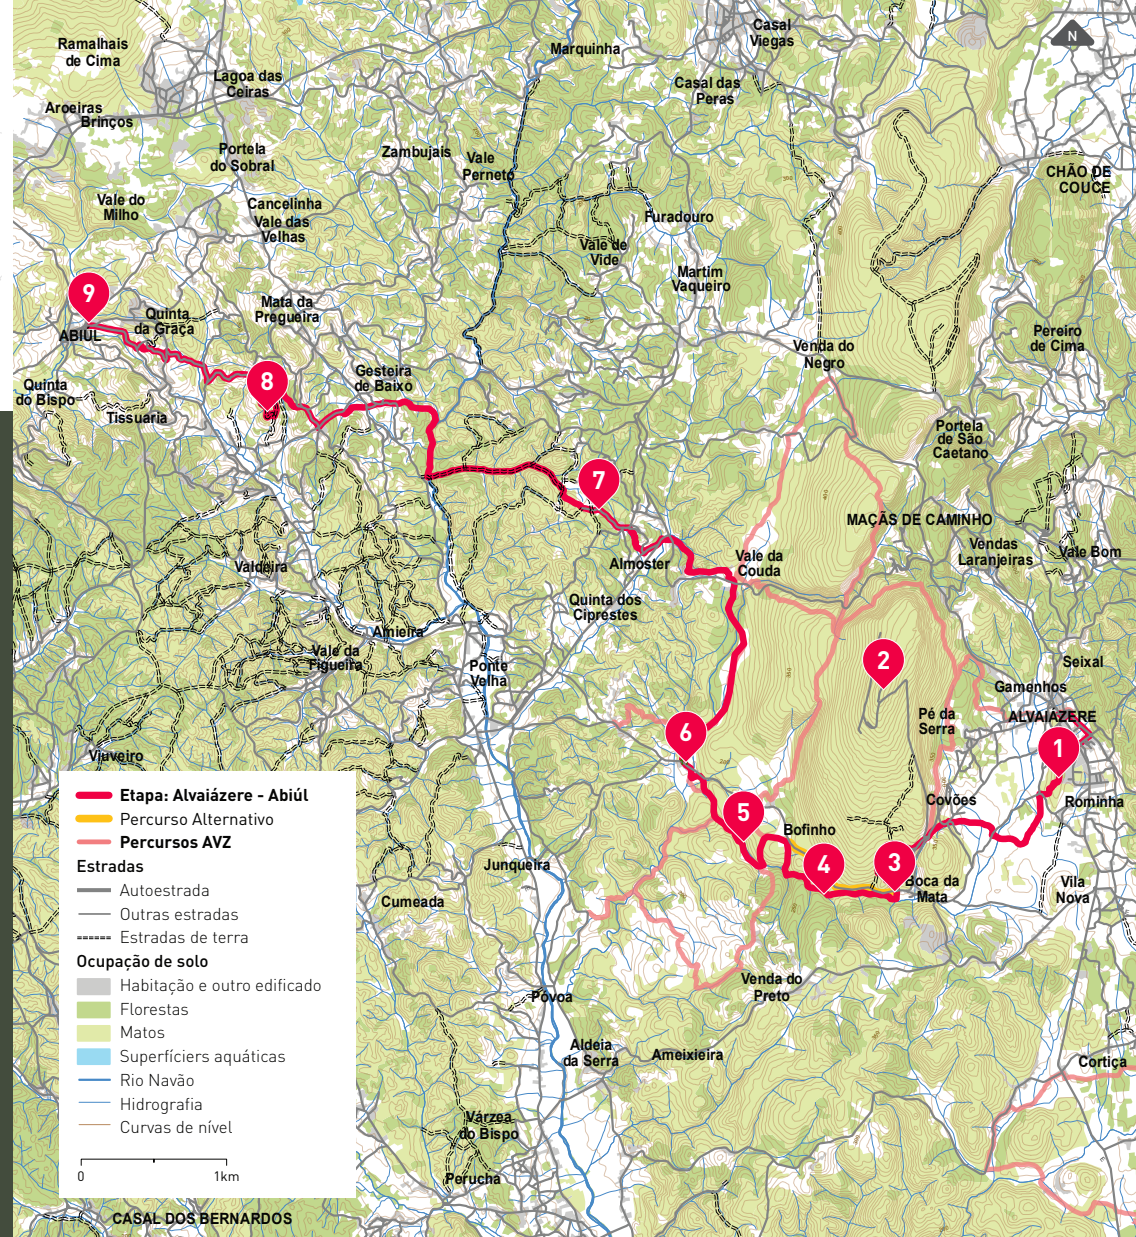 Casal
Viegas
N
Ramalhais
de Cima
Marquinha
Lagoa das
Ceiras
Casal das
Peras
Aroeiras
Brinços
Portela
do Sobral
Zambujais
Vale
Perneto
CHÃO DE
COUCE
Vale do
Milho
Cancelinha
Vale das
Velhas
Furadouro
Vale de
Vide
Martim
Vaqueiro
9
Mata da
Pregueira
Quinta
da Graça
ABIÚL
Pereiro
de Cima
Venda do
Negro
Gesteira
de Baixo
8
Quinta
do Bispo
Tissuaria
Portela
de São
Caetano
7
MAÇÃS DE CAMINHO
Vendas
Laranjeiras
Vale Bom
Almoster
Vale da
Couda
Valdeira
Quinta dos
Ciprestes
Amieira
Vale da
Figueira
Ponte
Velha
2
Seixal
Gamenhos
ALVAIÁZERE
Pé da
Serra
6
1
Viuveiro
Rominha
Covões
5
Bofinho
4
3
Boca da
Mata
Vila
Nova
Junqueira
Cumeada
Venda do
Preto
Póvoa
Aldeia
da Serra
Ameixieira
Cortiça
Várzea
do Bispo
Perucha
CASAL DOS BERNARDOS
Etapa: Alvaiázere - Abiúl
Percurso Alternativo
Percursos AVZ
Estradas
Autoestrada
Outras estradas
Estradas de terra
Ocupação de solo
Habitação e outro edificado
Florestas
Matos
Superfíciers aquáticas
Rio Navão
Hidrografia
Curvas de nível
0 1km